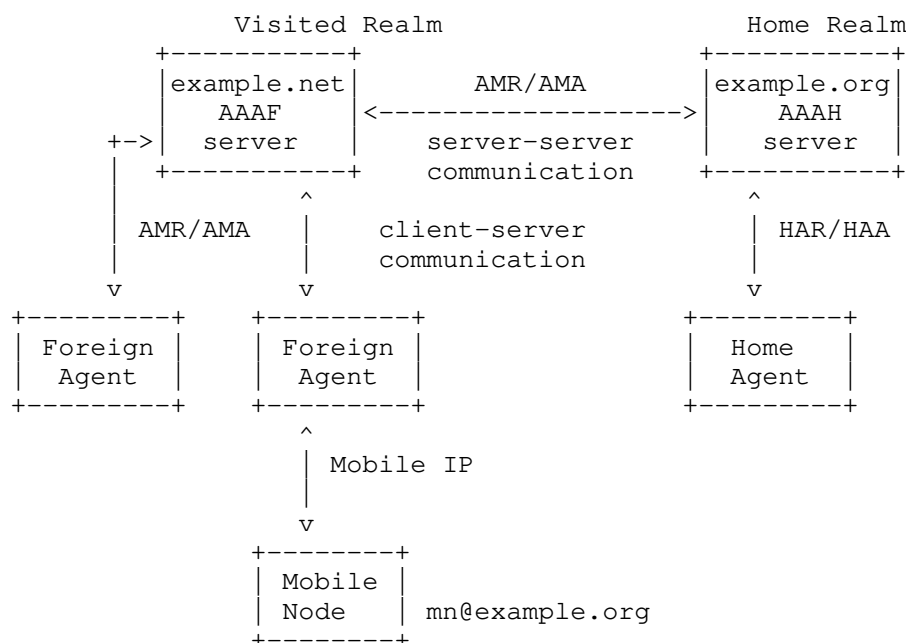 Visited Realm Home Realm
+-----------+ +-----------+
|example.net| AMR/AMA |example.org|
| AAAF |<------------------->| AAAH |
+->| server | server-server | server |
| +-----------+ communication +-----------+
| ^ ^
| AMR/AMA | client-server | HAR/HAA
| | communication |
v v v
+---------+ +---------+ +---------+
| Foreign | | Foreign | | Home |
| Agent | | Agent | | Agent |
+---------+ +---------+ +---------+
^
| Mobile IP
|
v
+--------+
| Mobile |
| Node | mn@example.org
+--------+